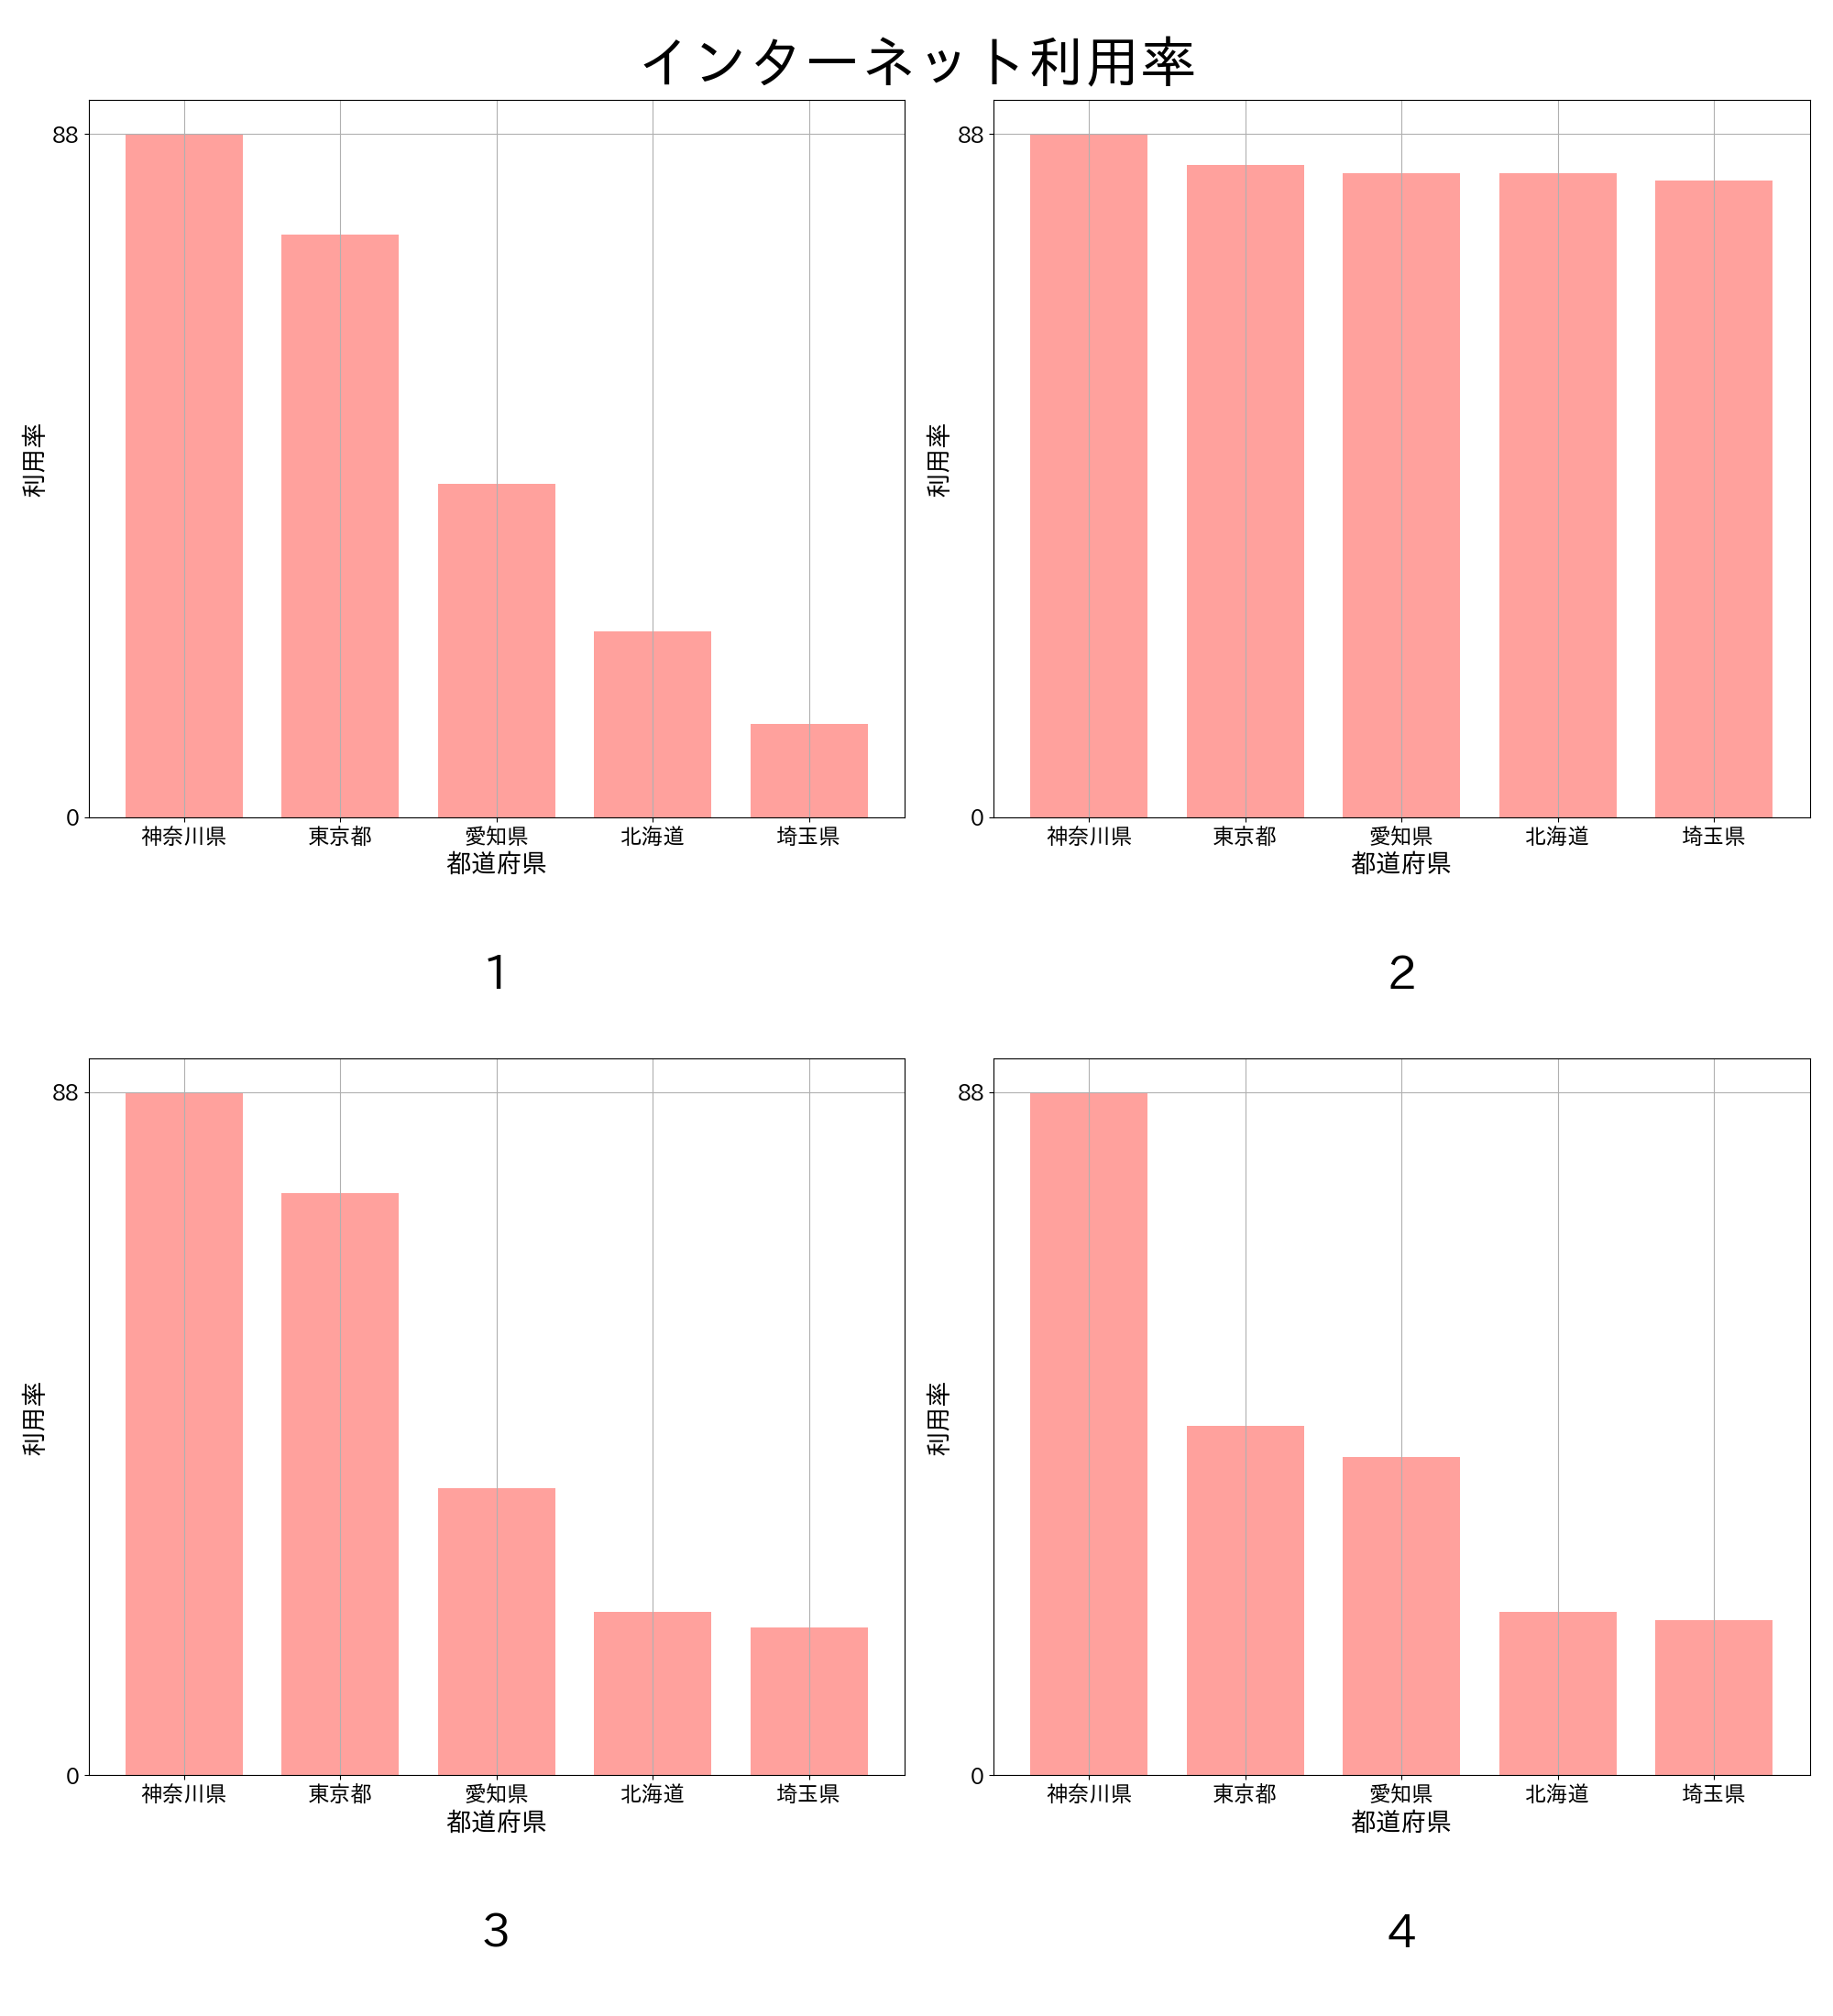 インターネット利用率
88
0
利用率
神奈川県 東京都 愛知県 北海道 埼玉県
都道府県
1
88
0
利用率
神奈川県 東京都 愛知県 北海道 埼玉県
都道府県
2
88
0
利用率
神奈川県 東京都 愛知県 北海道 埼玉県
都道府県
3
88
0
利用率
神奈川県 東京都 愛知県 北海道 埼玉県
都道府県
4